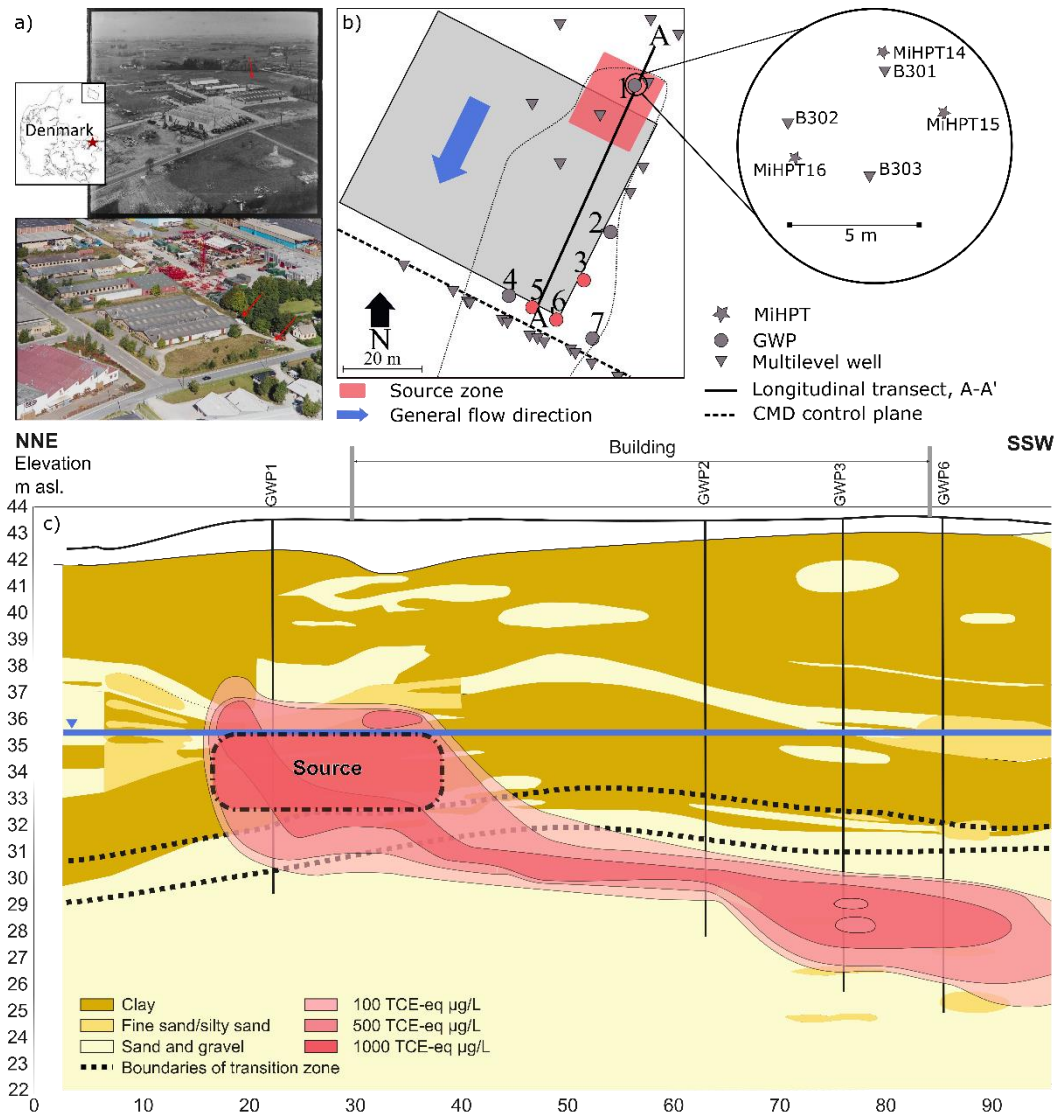 a)
Denmark
b)
A
1
2
3
4
5
6
7
A
N
20 m
MiHPT14
B301
B302
MiHPT15
MiHPT16
B303
5 m
MiHPT
GWP
Multilevel well
Source zone
General flow direction
Longitudinal transect, A-A'
CMD control plane
NNE
SSW
Elevation
m asl.
Building
GWP1
GWP2
GWP3
GWP6
c)
44
43
42
41
40
39
38
37
36
35
34
33
32
31
30
29
28
27
26
25
24
23
22
Source
Clay
Fine sand/silty sand
Sand and gravel
Boundaries of transition zone
100 TCE-eq µg/L
500 TCE-eq µg/L
1000 TCE-eq µg/L
0 10 20 30 40 50 60 70 80 90